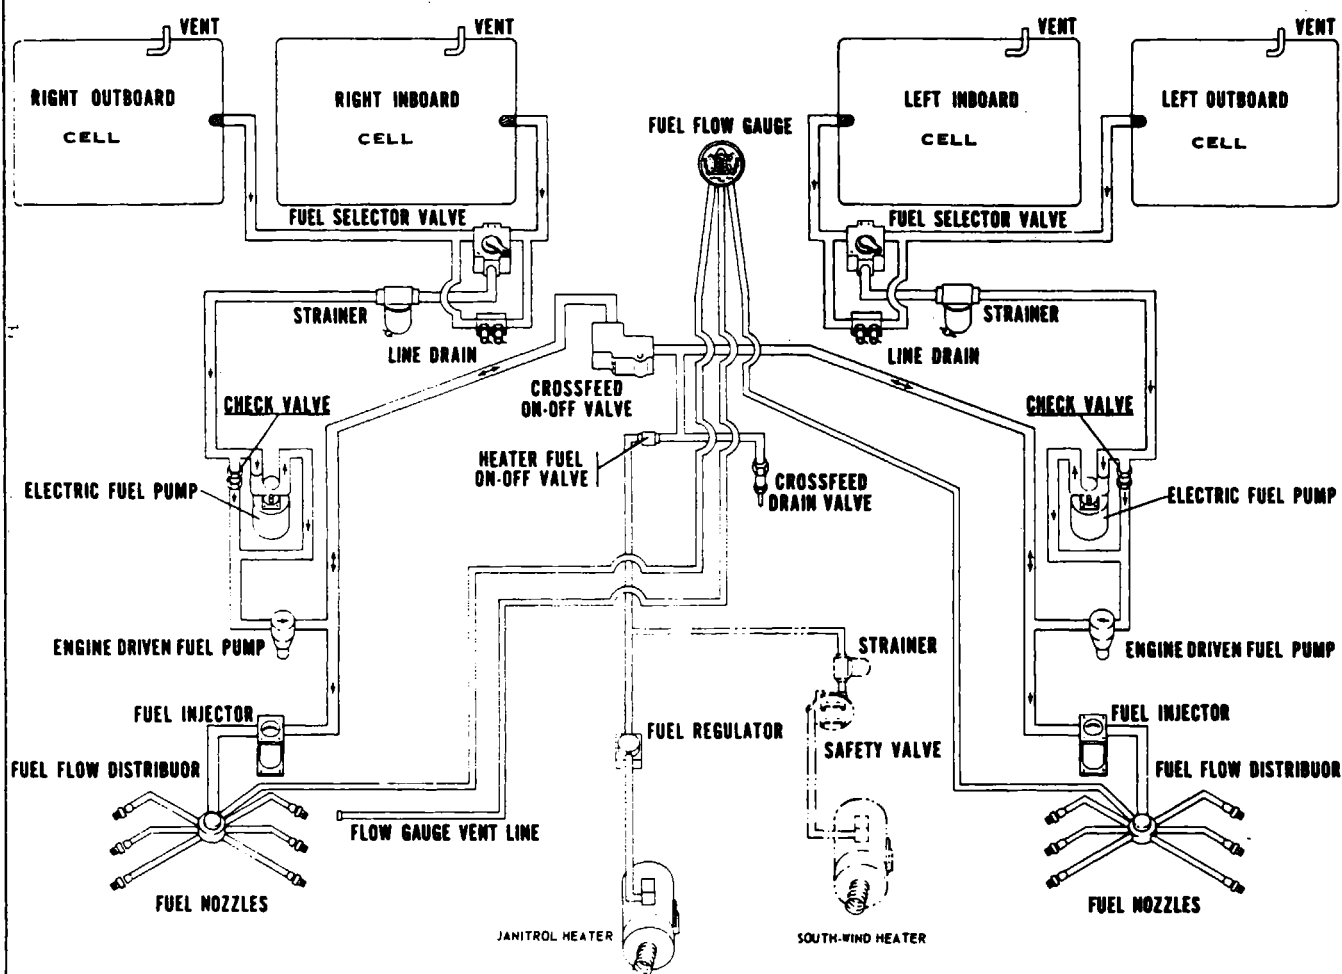 VENT
VENT
VENT
VENT
RIGHT OUTBOARD
CELL
RIGHT INBOARD
CELL
LEFT INBOARD
CELL
LEFT OUTBOARD
CELL
FUEL FLOW GAUGE
FUEL SELECTOR VALVE
FUEL SELECTOR VALVE
STRAINER
STRAINER
LINE DRAIN
LINE DRAIN
CROSSFEED
ON-OFF VALVE
CHECK VALVE
CHECK VALVE
HEATER FUEL
ON-OFF VALVE
CROSSFEED
DRAIN VALVE
ELECTRIC FUEL PUMP
ELECTRIC FUEL PUMP
ENGINE DRIVEN FUEL PUMP
STRAINER
ENGINE DRIVEN FUEL PUMP
FUEL INJECTOR
FUEL REGULATOR
SAFETY VALVE
FUEL INJECTOR
FUEL FLOW DISTRIBUOR
FUEL FLOW DISTRIBUOR
FLOW GAUGE VENT LINE
FUEL NOZZLES
FUEL NOZZLES
JANITROL HEATER
SOUTH-WIND HEATER